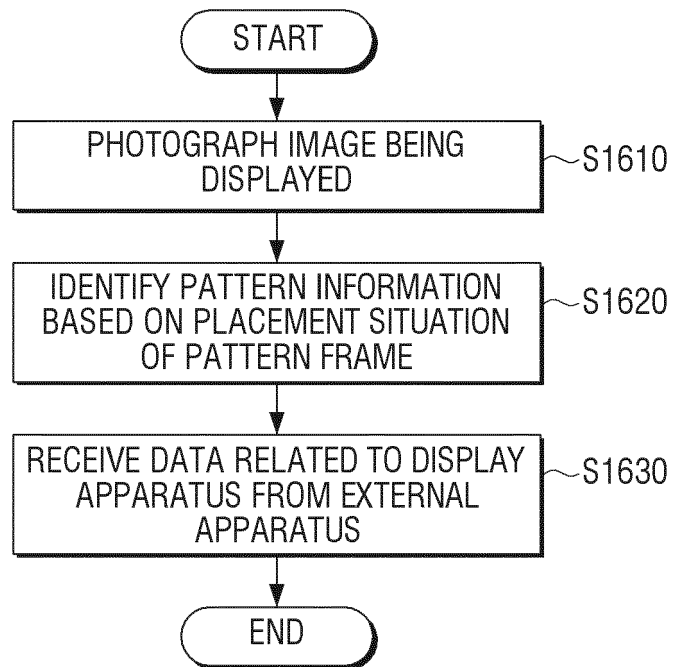 START
PHOTOGRAPH IMAGE BEING
DISPLAYED
S1610
IDENTIFY PATTERN INFORMATION
BASED ON PLACEMENT SITUATION
OF PATTERN FRAME
S1620
RECEIVE DATA RELATED TO DISPLAY
APPARATUS FROM EXTERNAL
APPARATUS
S1630
END